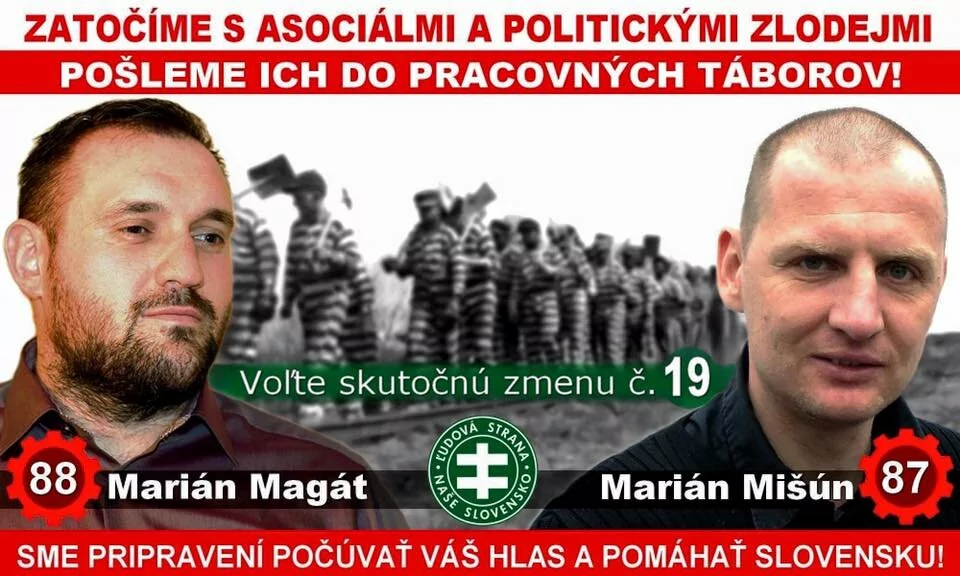 ZATOČÍME S ASOCIÁLMI A POLITICKÝMI ZLODEJMI
POŠLEME ICH DO PRACOVNÝCH TÁBOROV!
Voľte skutočnú zmenu č. 19
ĽUDOVÁ STRANA
NAŠE SLOVENSKO
88 Marián Magát
Marián Mišún 87
SME PRIPRAVENÍ POČÚVAŤ VÁŠ HLAS A POMÁHAŤ SLOVENSKU!